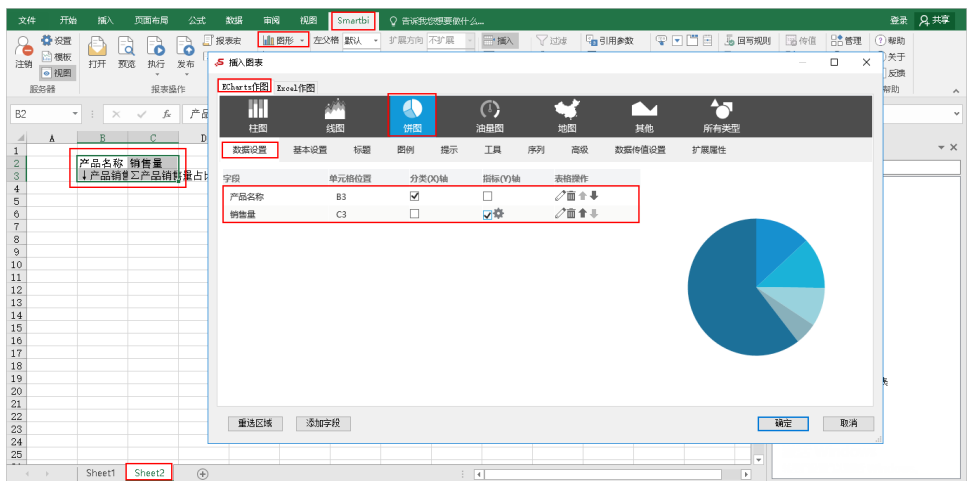 文件 开始 插入 页面布局 公式 数据 审阅 视图 Smartbi 告诉我您想要做什么... 登录 共享
设置 报表宏 图形 左父格 默认 扩展方向 不扩展 插入 过滤 引用参数 回写规则 传值 管理 帮助
模板 关于
注销 视图 打开 预览 执行 发布 反馈
服务器 报表操作 帮助
B2 fx 产品
插入图表
ECharts作图 Excel作图
柱图 线图 饼图 油量图 地图 其他 所有类型
数据设置 基本设置 标题 图例 提示 工具 序列 高级 数据传值设置 扩展属性
字段 单元格位置 分类(X)轴 指标(Y)轴 表格操作
产品名称 B3
销售量 C3
重选区域 添加字段 确定 取消
A B C D
1
2 产品名称 销售量
3 ↓产品销售 Σ产品销售量占比
4
5
6
7
8
9
10
11
12
13
14
15
16
17
18
19
20
21
22
23
24
25
Sheet1 Sheet2